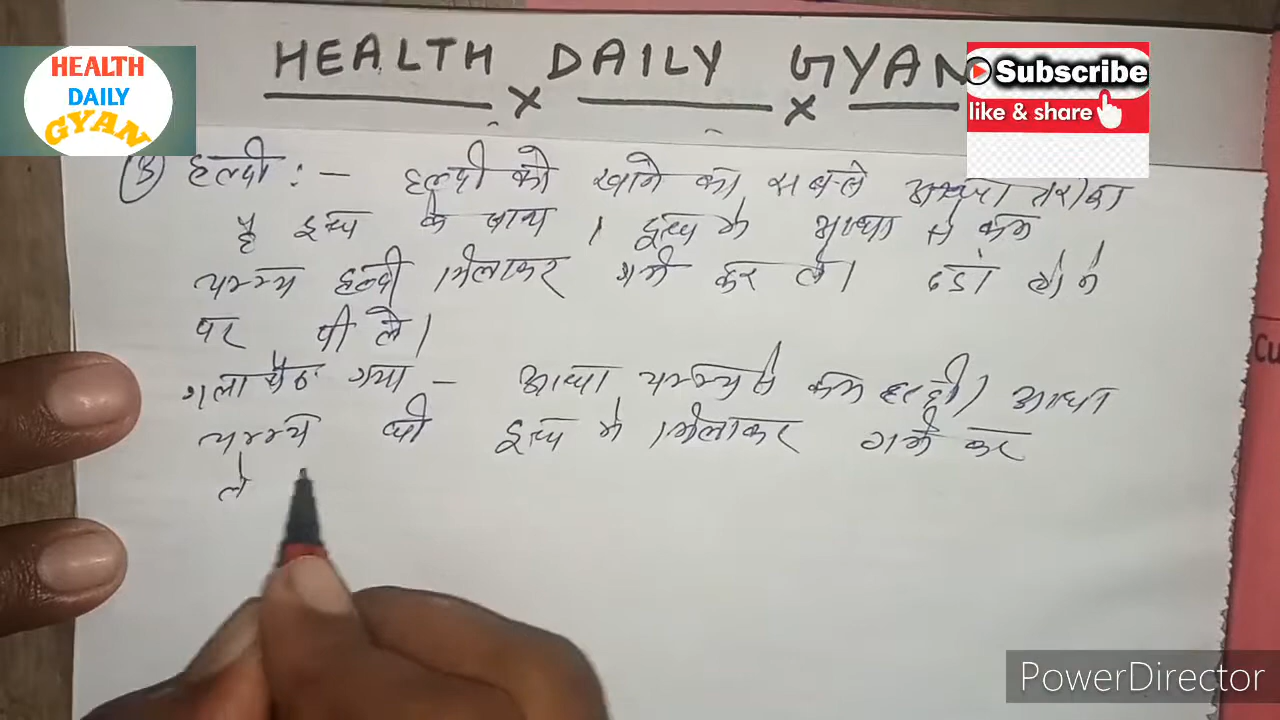 HEALTH DAILY GYAN
HEALTH
DAILY
GYAN
Subscribe
like & share
(3) हल्दी :- हल्दी को खाने का सबसे अच्छा तरीका
है दूध के साथ । दूध मे आधा से कम
चम्मच हल्दी मिलाकर गर्म कर ले। ठंडा होने
पर पी ले।
गला बैठ गया - आधा चम्मच से कम हल्दी। आधा
चम्मच घी दूध मे मिलाकर गर्म कर
ले
Cu
PowerDirector